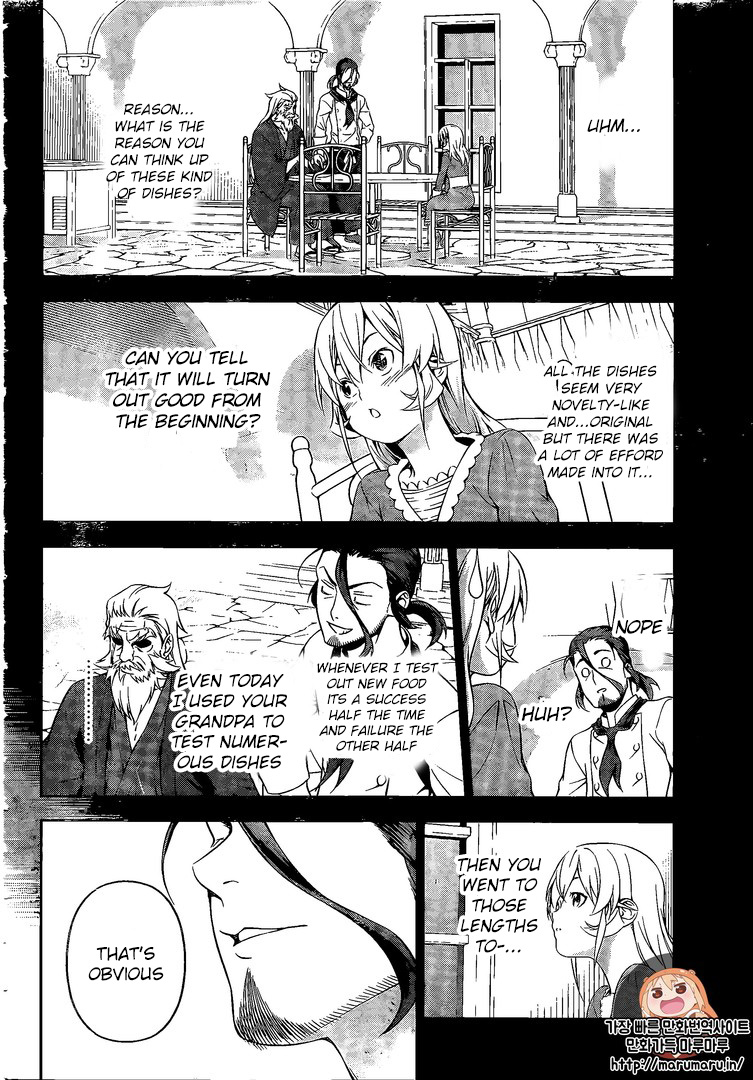 UHM...
REASON...
WHAT IS THE
REASON YOU
CAN THINK UP
OF THESE KIND
OF DISHES?
ALL THE DISHES
SEEM VERY
NOVELTY-LIKE
AND...ORIGINAL
BUT THERE WAS
A LOT OF EFFORD
MADE INTO IT...
CAN YOU TELL
THAT IT WILL TURN
OUT GOOD FROM
THE BEGINNING?
NOPE
HUH?
WHENEVER I TEST
OUT NEW FOOD
ITS A SUCCESS
HALF THE TIME
AND FAILURE THE
OTHER HALF
EVEN TODAY
I USED YOUR
GRANDPA TO
TEST NUMER-
OUS DISHES
THEN YOU
WENT TO
THOSE
LENGTHS
TO-...
THAT'S
OBVIOUS
가장 빠른 만화번역사이트
만화가득 마루마루
http://marumaru.in/